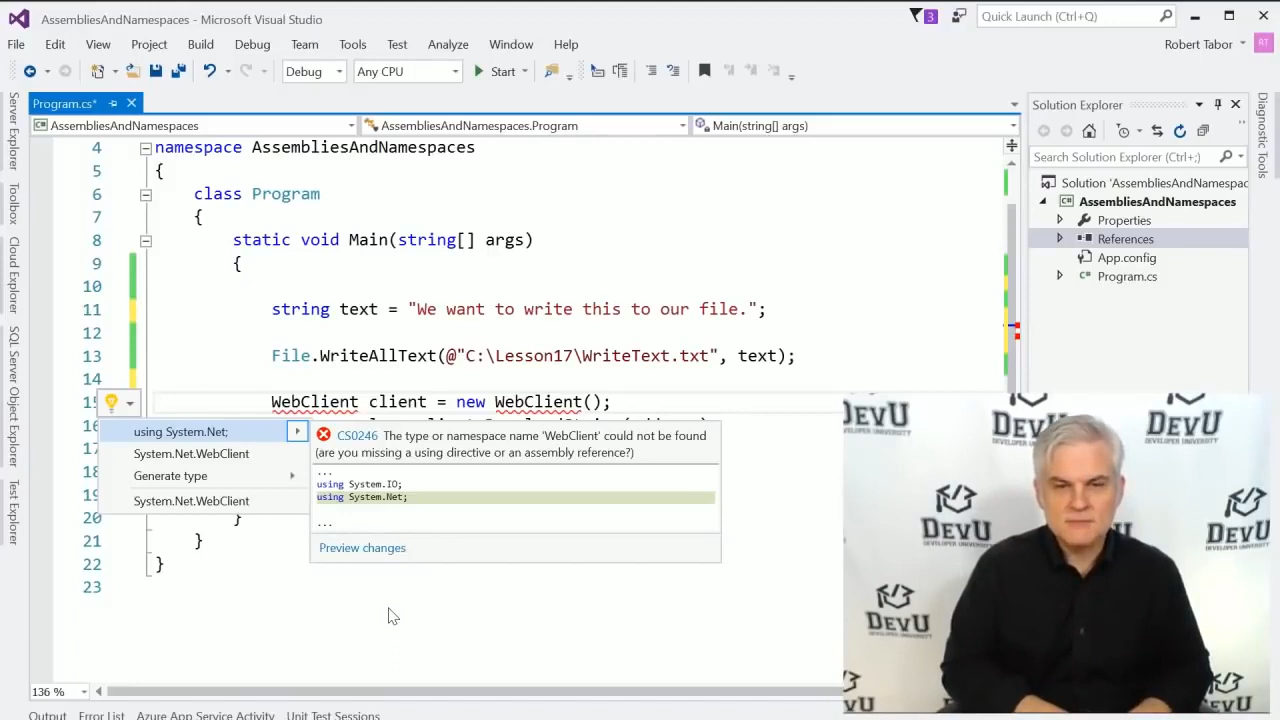 AssembliesAndNamespaces - Microsoft Visual Studio
3
Quick Launch (Ctrl+Q)
File Edit View Project Build Debug Team Tools Test Analyze Window Help
Robert Tabor RT
Debug Any CPU Start
Server Explorer
Toolbox
Cloud Explorer
SQL Server Object Explorer
Test Explorer
Program.cs*
AssembliesAndNamespaces AssembliesAndNamespaces.Program Main(string[] args)
4 namespace AssembliesAndNamespaces
5 {
6 class Program
7 {
8 static void Main(string[] args)
9 {
10
11 string text = "We want to write this to our file.";
12
13 File.WriteAllText(@"C:\Lesson17\WriteText.txt", text);
14
15 WebClient client = new WebClient();
16
17
18
19
20 }
21 }
22 }
23
using System.Net;
System.Net.WebClient
Generate type
System.Net.WebClient
CS0246 The type or namespace name 'WebClient' could not be found
(are you missing a using directive or an assembly reference?)
...
using System.IO;
using System.Net;
...
Preview changes
136 %
Output Error List Azure App Service Activity Unit Test Sessions
Solution Explorer
Search Solution Explorer (Ctrl+;)
Solution 'AssembliesAndNamespac
AssembliesAndNamespaces
Properties
References
App.config
Program.cs
Diagnostic Tools
DevU
DEVELOPER UNIVERSITY
DevU
DEVELOPER UNIVERSITY
DevU
DEVELOPER UNIVERSITY